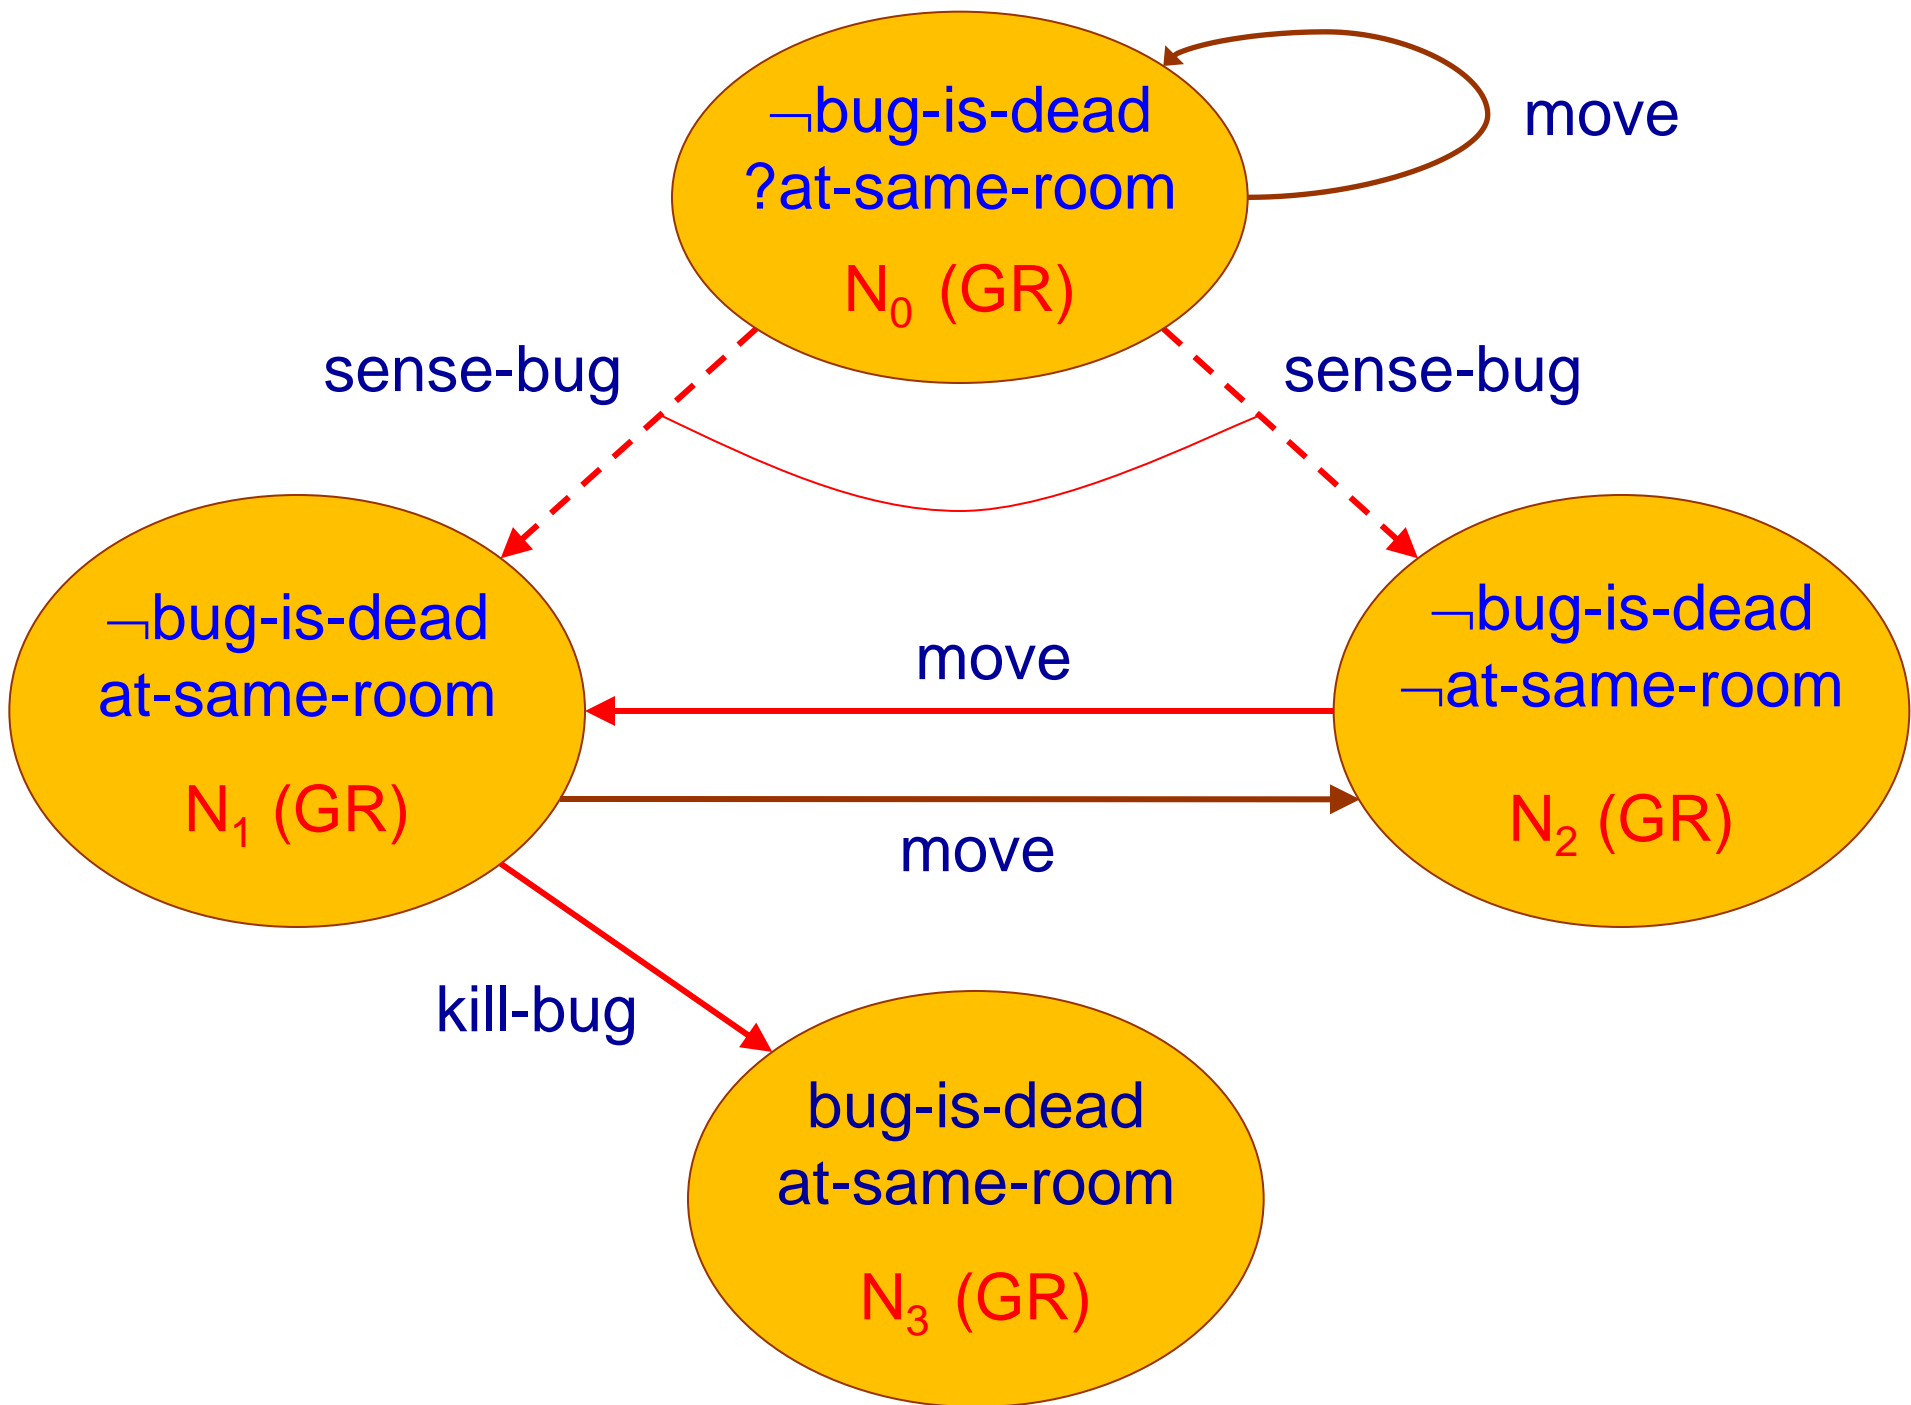 ¬bug-is-dead
?at-same-room
N₀ (GR)
move
sense-bug
sense-bug
¬bug-is-dead
at-same-room
N₁ (GR)
move
move
¬bug-is-dead
¬at-same-room
N₂ (GR)
kill-bug
bug-is-dead
at-same-room
N₃ (GR)